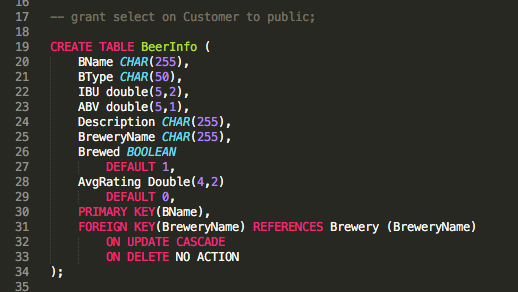 16
17 -- grant select on Customer to public;
18
19 CREATE TABLE BeerInfo (
20 BName CHAR(255),
21 BType CHAR(50),
22 IBU double(5,2),
23 ABV double(5,1),
24 Description CHAR(255),
25 BreweryName CHAR(255),
26 Brewed BOOLEAN
27 DEFAULT 1,
28 AvgRating Double(4,2)
29 DEFAULT 0,
30 PRIMARY KEY(BName),
31 FOREIGN KEY(BreweryName) REFERENCES Brewery (BreweryName)
32 ON UPDATE CASCADE
33 ON DELETE NO ACTION
34 );
35